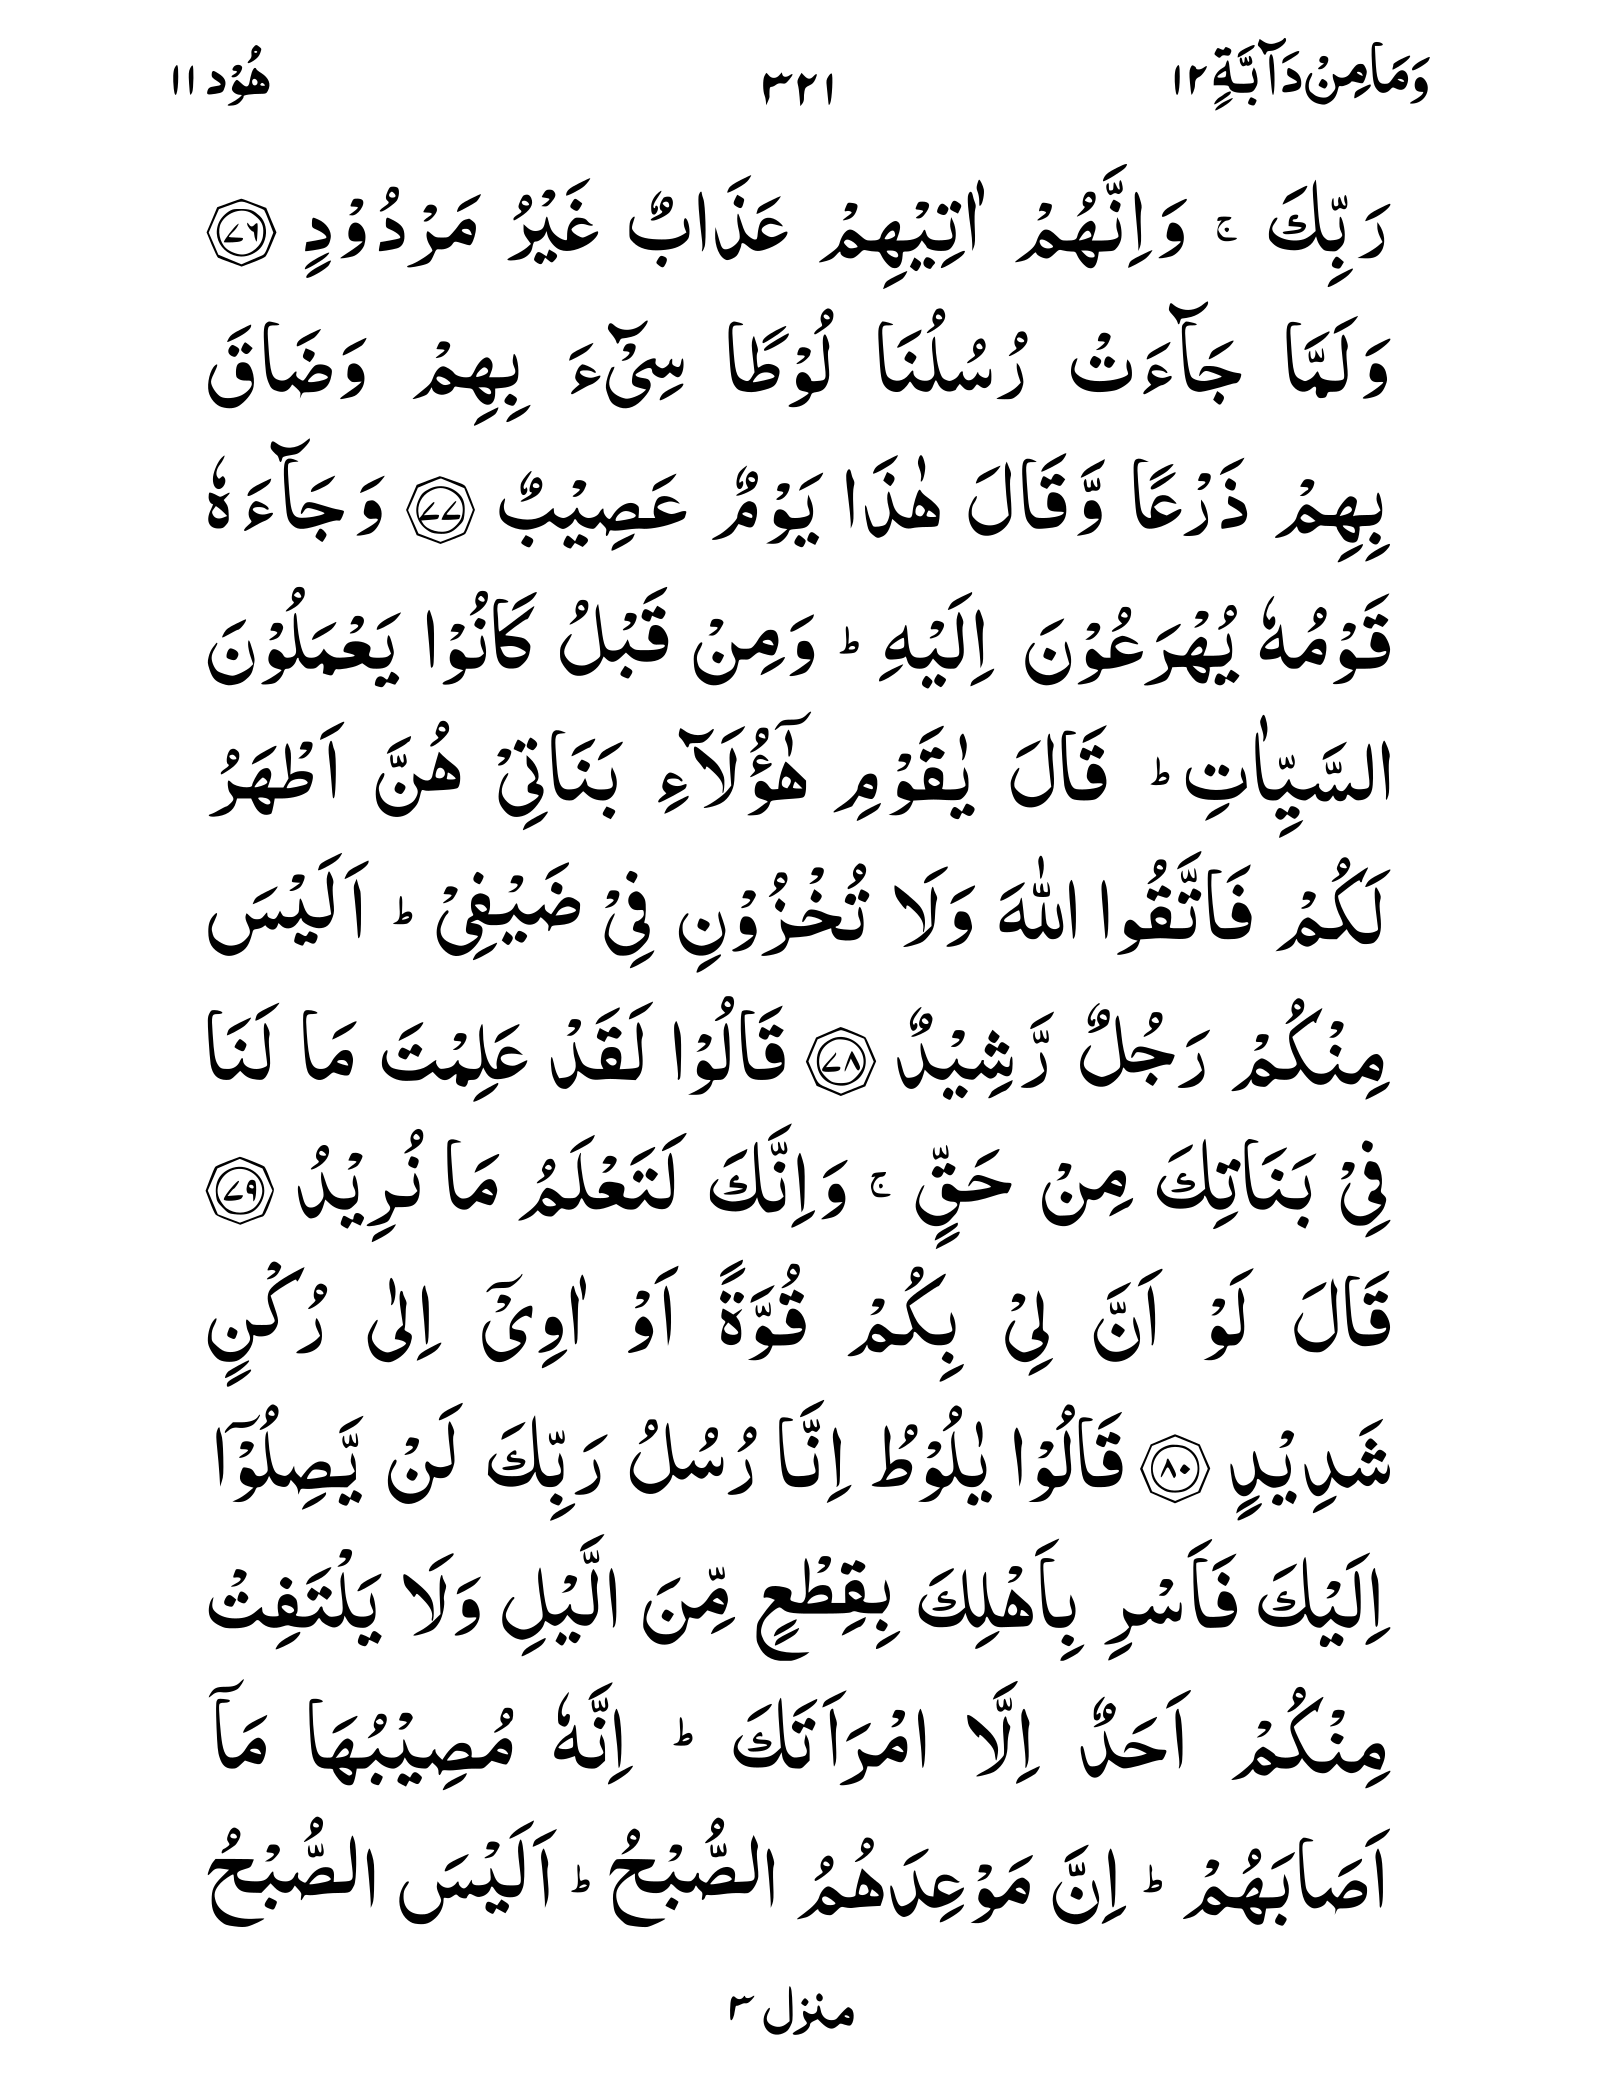 وَمَا مِنْ دَآبَّةٍ ١٢ ٣٢١ هُوْد ١١
رَبِّكَ ۚ وَاِنَّهُمْ اٰتِيْهِمْ عَذَابٌ غَيْرُ مَرْدُوْدٍ ۝٧٦
وَلَمَّا جَآءَتْ رُسُلُنَا لُوْطًا سِيْٓءَ بِهِمْ وَضَاقَ
بِهِمْ ذَرْعًا وَّقَالَ هٰذَا يَوْمٌ عَصِيْبٌ ۝٧٧ وَجَآءَهٗ
قَوْمُهٗ يُهْرَعُوْنَ اِلَيْهِ ؕ وَمِنْ قَبْلُ كَانُوْا يَعْمَلُوْنَ
السَّيِّاٰتِ ؕ قَالَ يٰقَوْمِ هٰٓؤُلَآءِ بَنَاتِيْ هُنَّ اَطْهَرُ
لَكُمْ فَاتَّقُوا اللّٰهَ وَلَا تُخْزُوْنِ فِيْ ضَيْفِيْ ؕ اَلَيْسَ
مِنْكُمْ رَجُلٌ رَّشِيْدٌ ۝٧٨ قَالُوْا لَقَدْ عَلِمْتَ مَا لَنَا
فِيْ بَنَاتِكَ مِنْ حَقٍّ ۚ وَاِنَّكَ لَتَعْلَمُ مَا نُرِيْدُ ۝٧٩
قَالَ لَوْ اَنَّ لِيْ بِكُمْ قُوَّةً اَوْ اٰوِيْٓ اِلٰى رُكْنٍ
شَدِيْدٍ ۝٨٠ قَالُوْا يٰلُوْطُ اِنَّا رُسُلُ رَبِّكَ لَنْ يَّصِلُوْٓا
اِلَيْكَ فَاَسْرِ بِاَهْلِكَ بِقِطْعٍ مِّنَ الَّيْلِ وَلَا يَلْتَفِتْ
مِنْكُمْ اَحَدٌ اِلَّا امْرَاَتَكَ ؕ اِنَّهٗ مُصِيْبُهَا مَآ
اَصَابَهُمْ ؕ اِنَّ مَوْعِدَهُمُ الصُّبْحُ ؕ اَلَيْسَ الصُّبْحُ
منزل ٣